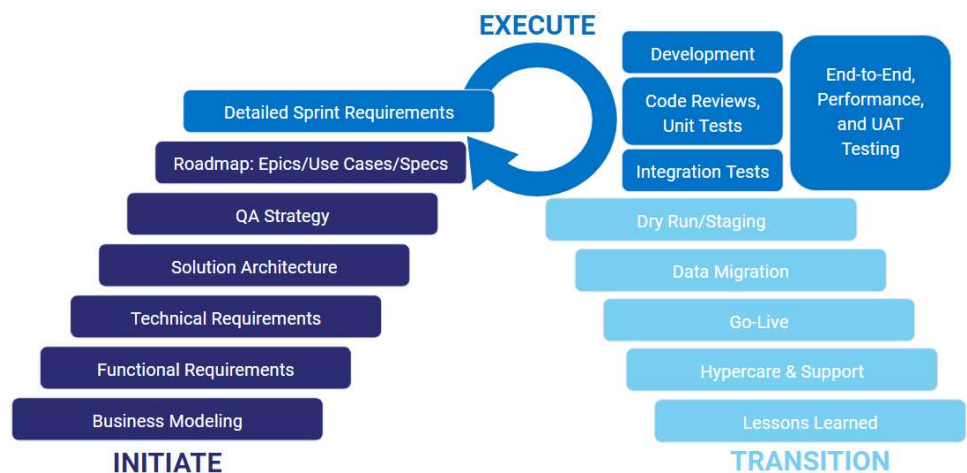 EXECUTE
Detailed Sprint Requirements
Roadmap: Epics/Use Cases/Specs
QA Strategy
Solution Architecture
Technical Requirements
Functional Requirements
Business Modeling
INITIATE
Development
Code Reviews,
Unit Tests
Integration Tests
End-to-End,
Performance,
and UAT
Testing
Dry Run/Staging
Data Migration
Go-Live
Hypercare & Support
Lessons Learned
TRANSITION